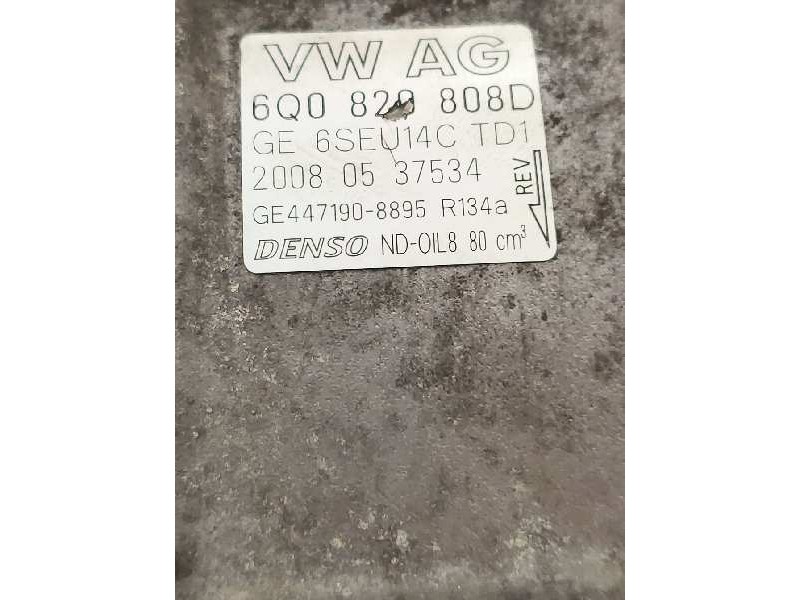 VW AG
6Q0 820 808D
GE 6SEU14C TD1
2008 05 37534
GE447190-8895 R134a
DENSO ND-OIL8 80 cm³
REV